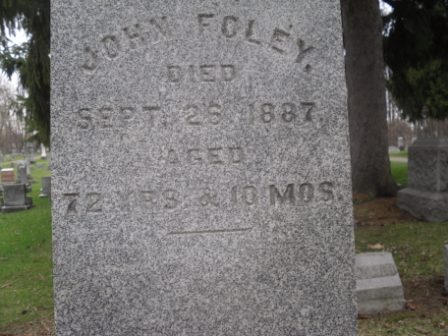 JOHN FOLEY.
DIED
SEPT. 26 1887.
AGED
72 YRS & 10 MOS.